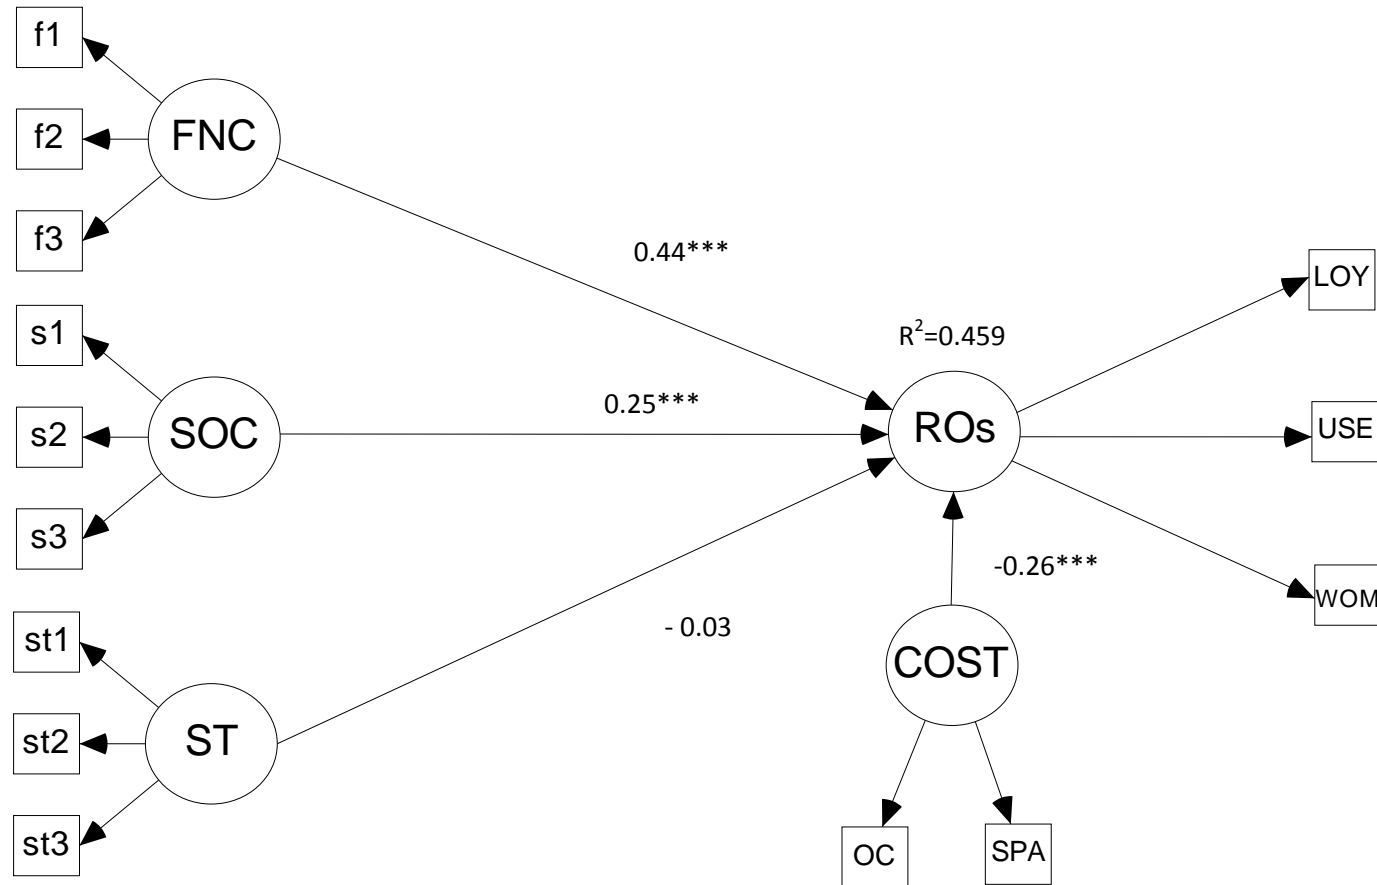 f1
f2
FNC
f3
0.44***
s1
s2
SOC
s3
0.25***
R²=0.459
ROs
LOY
USE
WOM
st1
st2
ST
st3
- 0.03
-0.26***
COST
OC
SPA